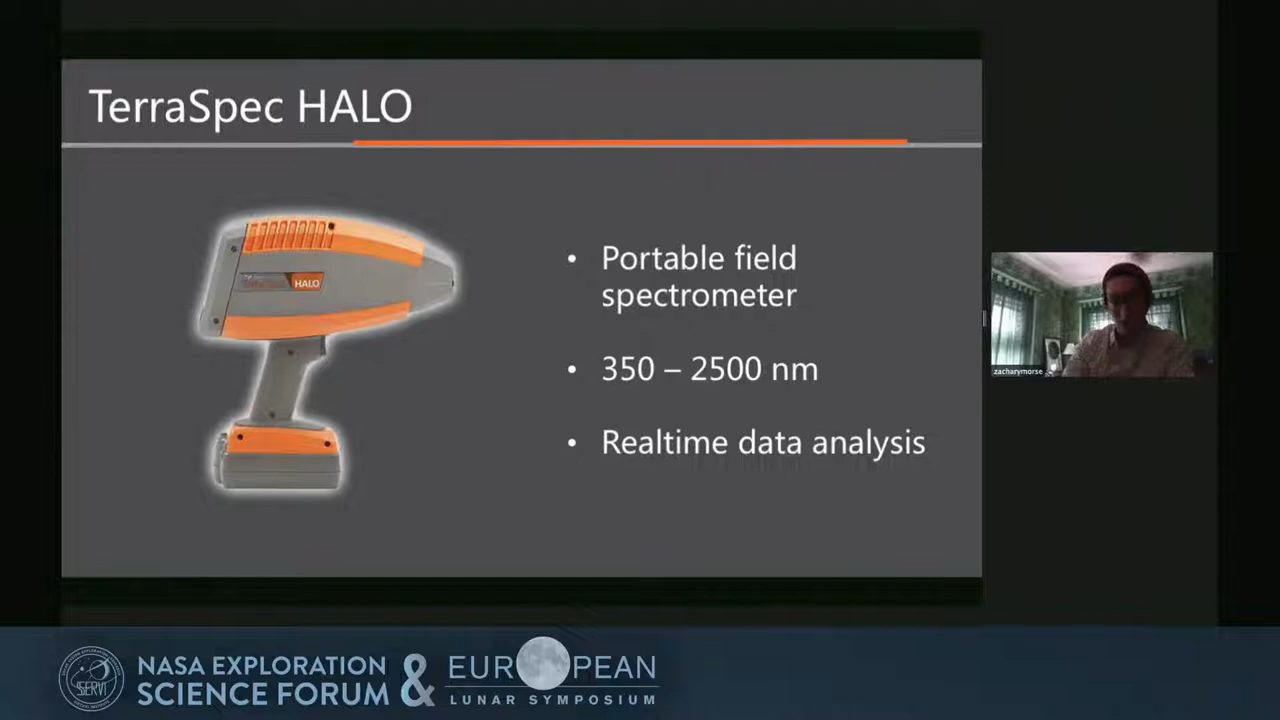 TerraSpec HALO
HALO
• Portable field
spectrometer
• 350 – 2500 nm
• Realtime data analysis
zacharymorse
SSERVI
NASA EXPLORATION
SCIENCE FORUM
&
EUROPEAN
LUNAR SYMPOSIUM